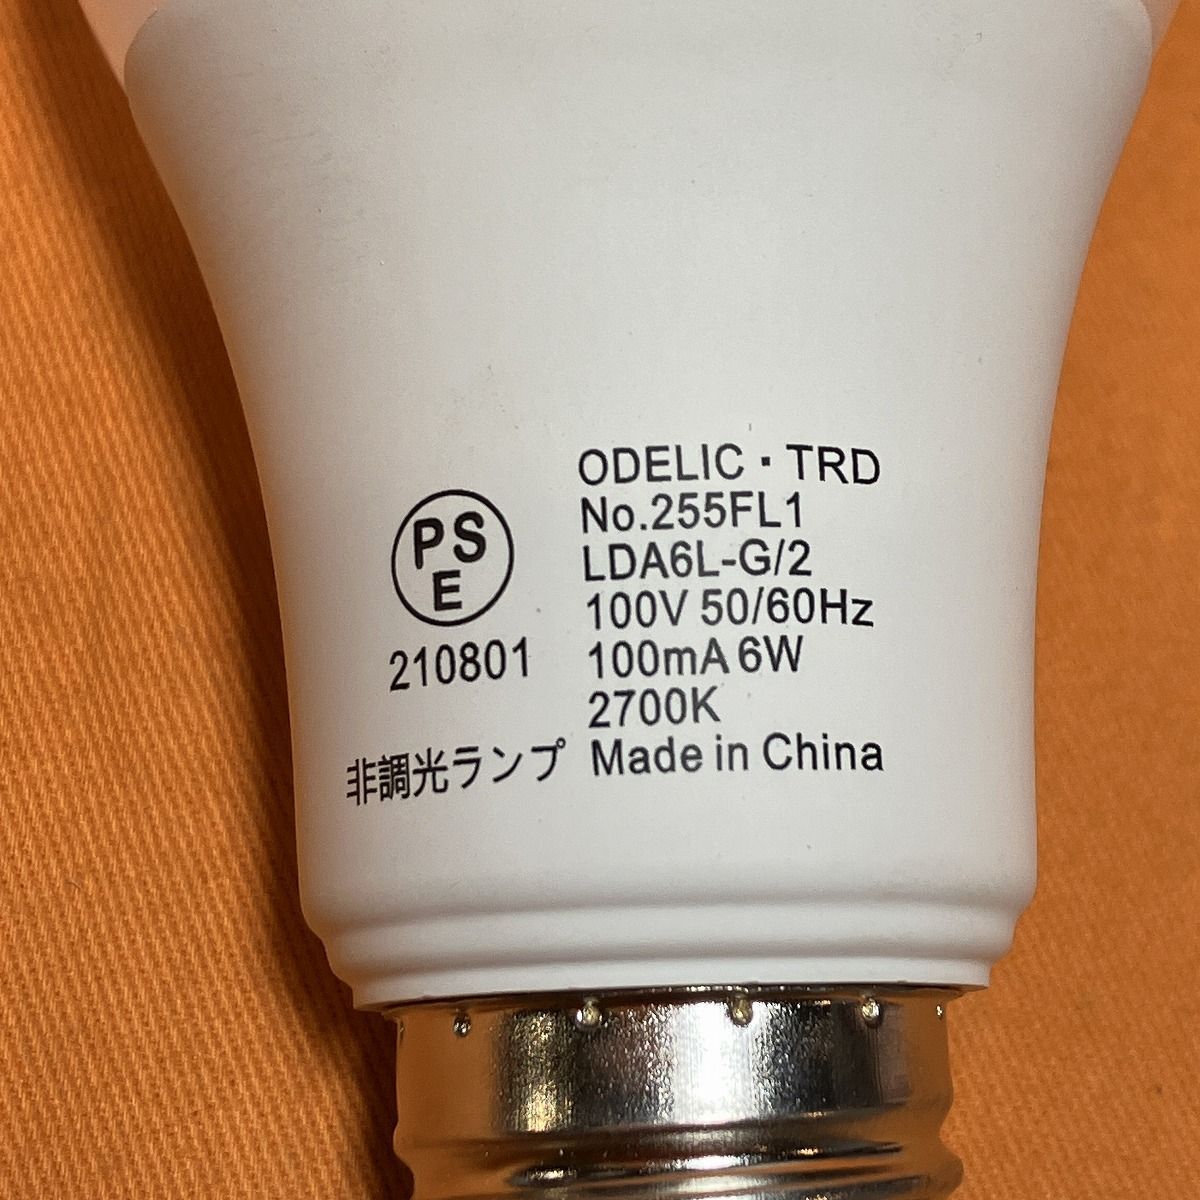 ODELIC・TRD
No.255FL1
LDA6L-G/2
100V 50/60Hz
100mA 6W
2700K
Made in China
PS
E
210801
非調光ランプ